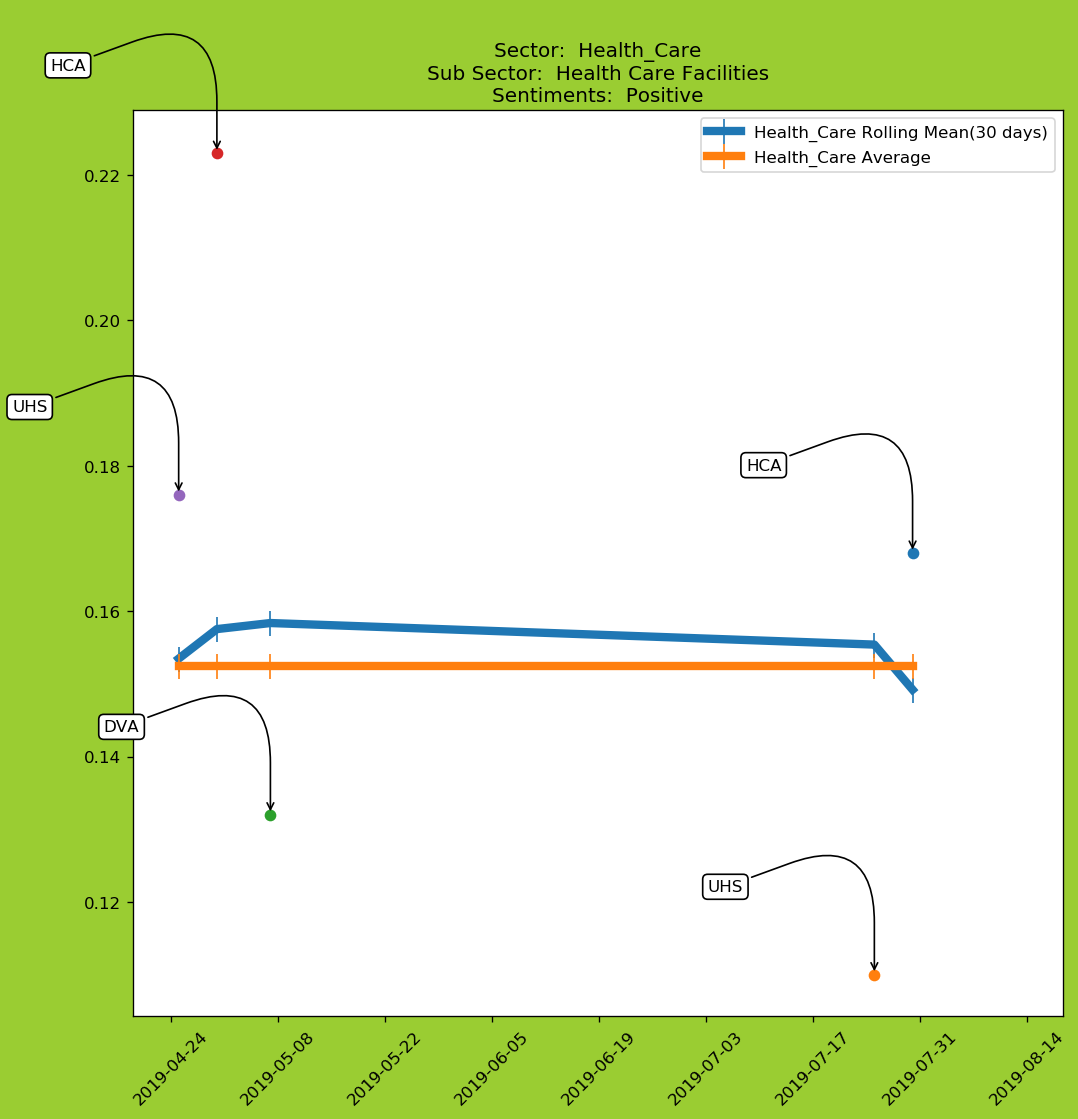 HCA
Sector:  Health_Care
Sub Sector:  Health Care Facilities
Sentiments:  Positive
Health_Care Rolling Mean(30 days)
Health_Care Average
0.22
0.20
UHS
0.18
HCA
0.16
DVA
0.14
UHS
0.12
2019-04-24
2019-05-08
2019-05-22
2019-06-05
2019-06-19
2019-07-03
2019-07-17
2019-07-31
2019-08-14